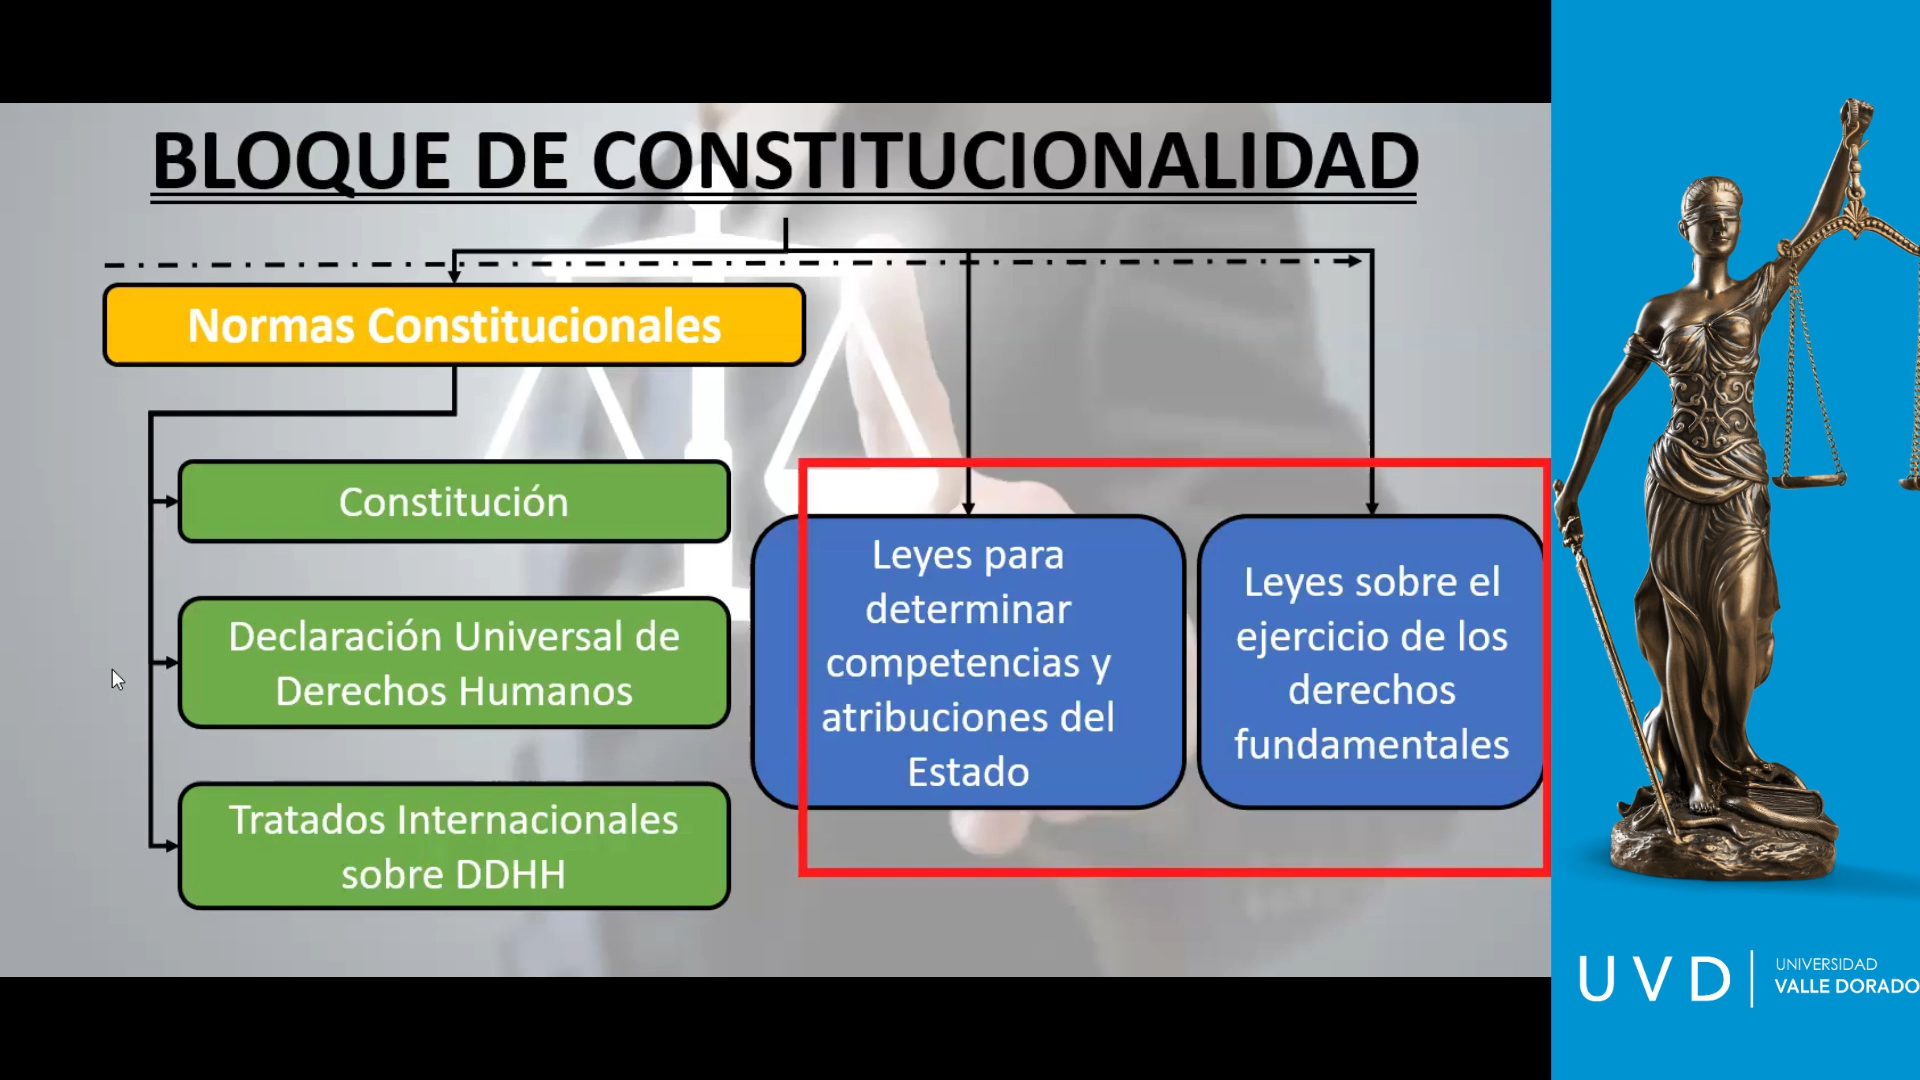 BLOQUE DE CONSTITUCIONALIDAD
Normas Constitucionales
Constitución
Declaración Universal de
Derechos Humanos
Tratados Internacionales
sobre DDHH
Leyes para
determinar
competencias y
atribuciones del
Estado
Leyes sobre el
ejercicio de los
derechos
fundamentales
UVD
UNIVERSIDAD
VALLE DORADO